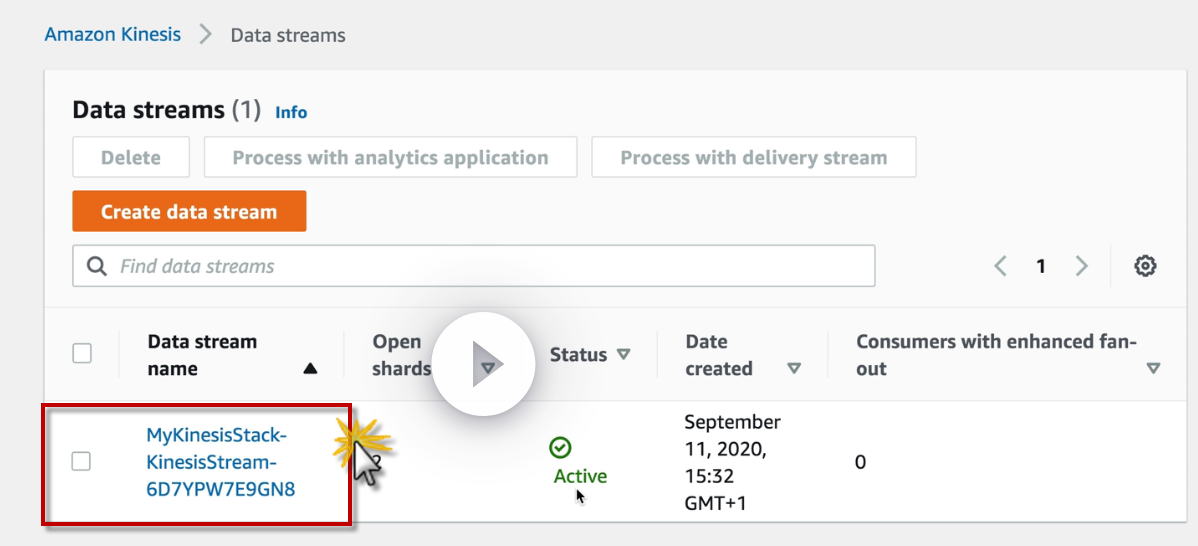 Amazon Kinesis > Data streams
Data streams (1) Info
Delete Process with analytics application Process with delivery stream
Create data stream
Find data streams
1
Data stream name
Open shards
Status
Date created
Consumers with enhanced fan-out
MyKinesisStack-
KinesisStream-
6D7YPW7E9GN8
Active
September
11, 2020,
15:32
GMT+1
0